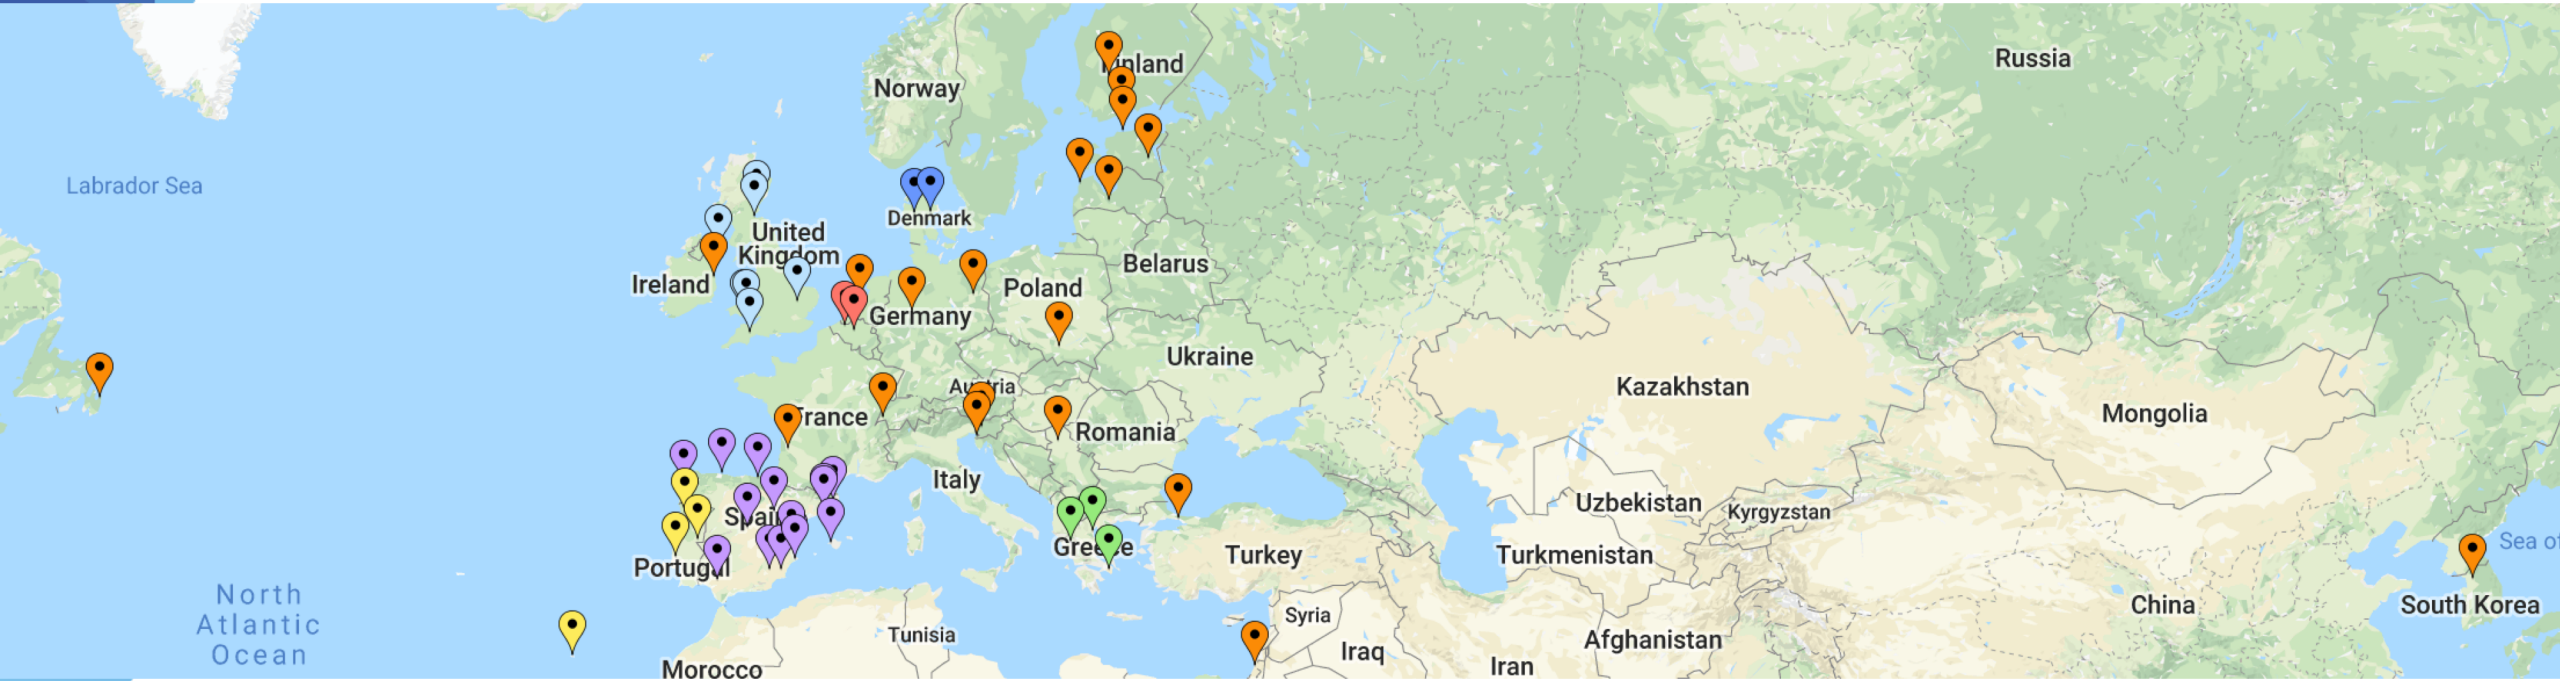 Russia
Finland
Norway
Labrador Sea
Denmark
United
Kingdom
Ireland
Belarus
Poland
Germany
Ukraine
Austria
Kazakhstan
France
Mongolia
Romania
Italy
Uzbekistan
Kyrgyzstan
Spain
Greece
Turkey
Turkmenistan
Sea of
Portugal
North
Atlantic
Ocean
China
South Korea
Syria
Tunisia
Afghanistan
Iraq
Iran
Morocco